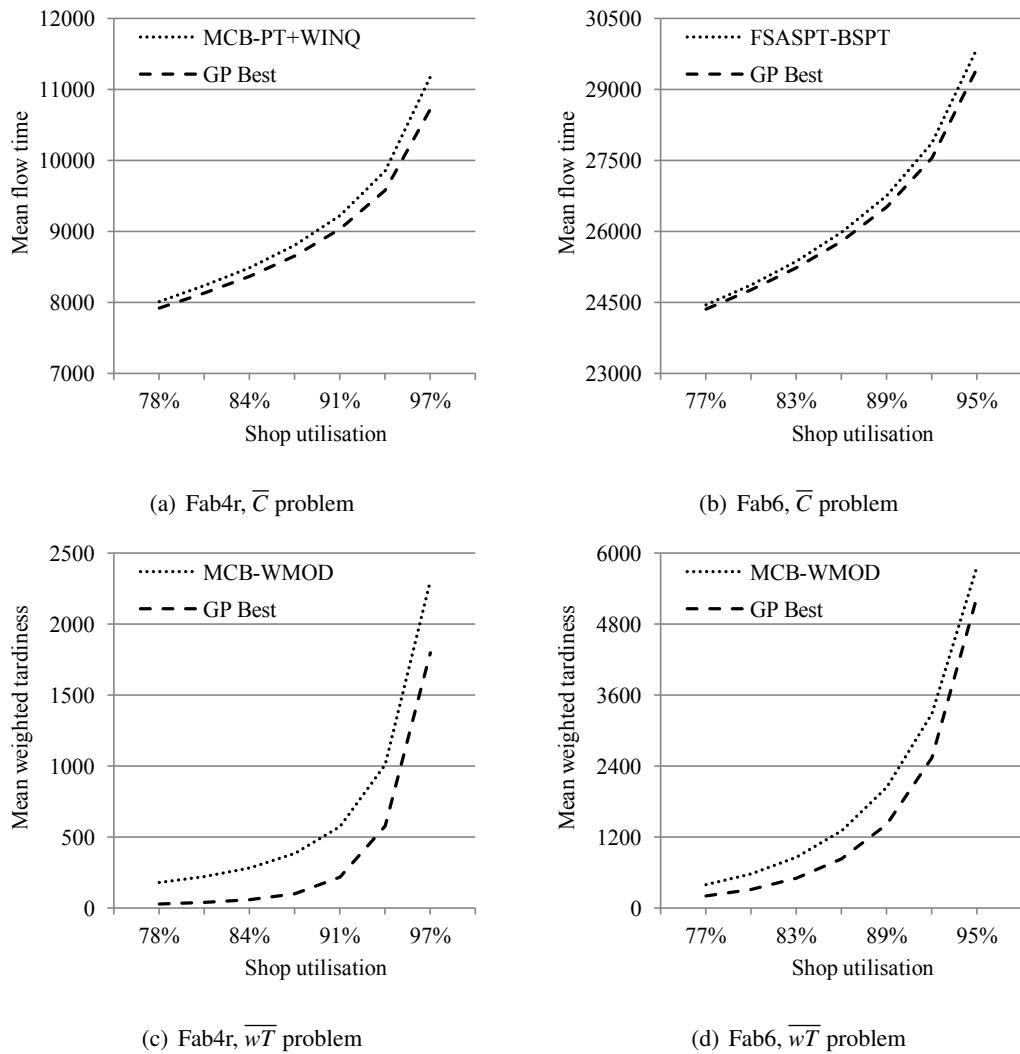 12000
11000
10000
9000
8000
7000
Mean flow time
MCB-PT+WINQ
GP Best
78% 84% 91% 97%
Shop utilisation
(a) Fab4r, C̅ problem
30500
29000
27500
26000
24500
23000
Mean flow time
FSASPT-BSPT
GP Best
77% 83% 89% 95%
Shop utilisation
(b) Fab6, C̅ problem
2500
2000
1500
1000
500
0
Mean weighted tardiness
MCB-WMOD
GP Best
78% 84% 91% 97%
Shop utilisation
(c) Fab4r, w̅T̅ problem
6000
4800
3600
2400
1200
0
Mean weighted tardiness
MCB-WMOD
GP Best
77% 83% 89% 95%
Shop utilisation
(d) Fab6, w̅T̅ problem